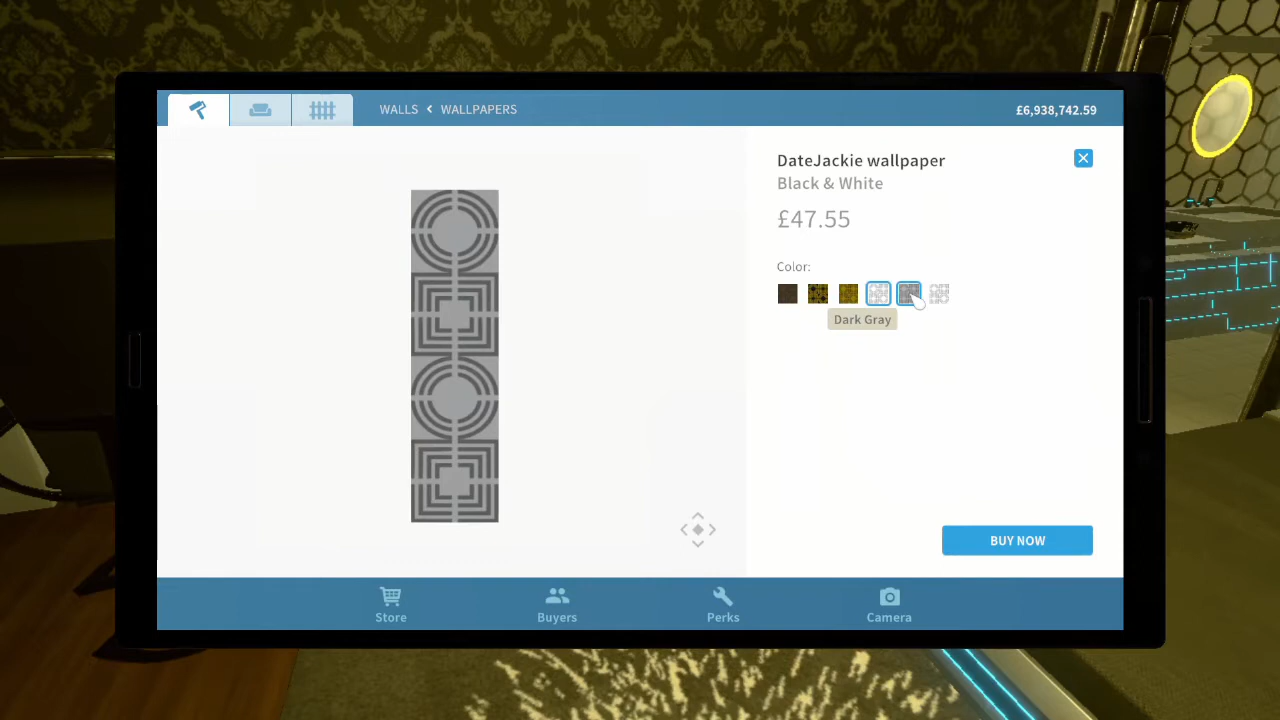 WALLS < WALLPAPERS
£6,938,742.59
DateJackie wallpaper
Black & White
£47.55
Color:
Dark Gray
BUY NOW
Store
Buyers
Perks
Camera